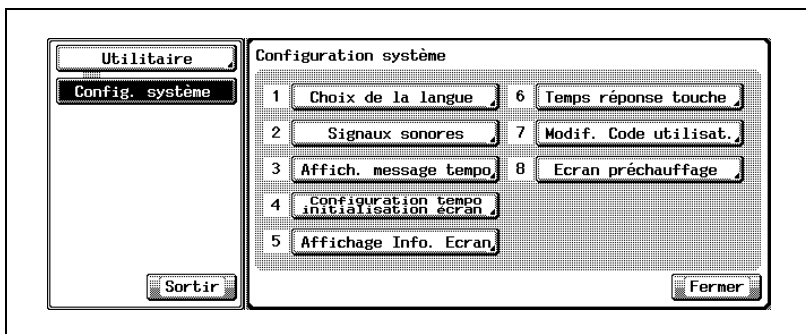 Utilitaire
Config. système
Sortir
Configuration système
1 Choix de la langue
2 Signaux sonores
3 Affich. message tempo
4 Configuration tempo
initialisation écran
5 Affichage Info. Ecran
6 Temps réponse touche
7 Modif. Code utilisat.
8 Ecran préchauffage
Fermer